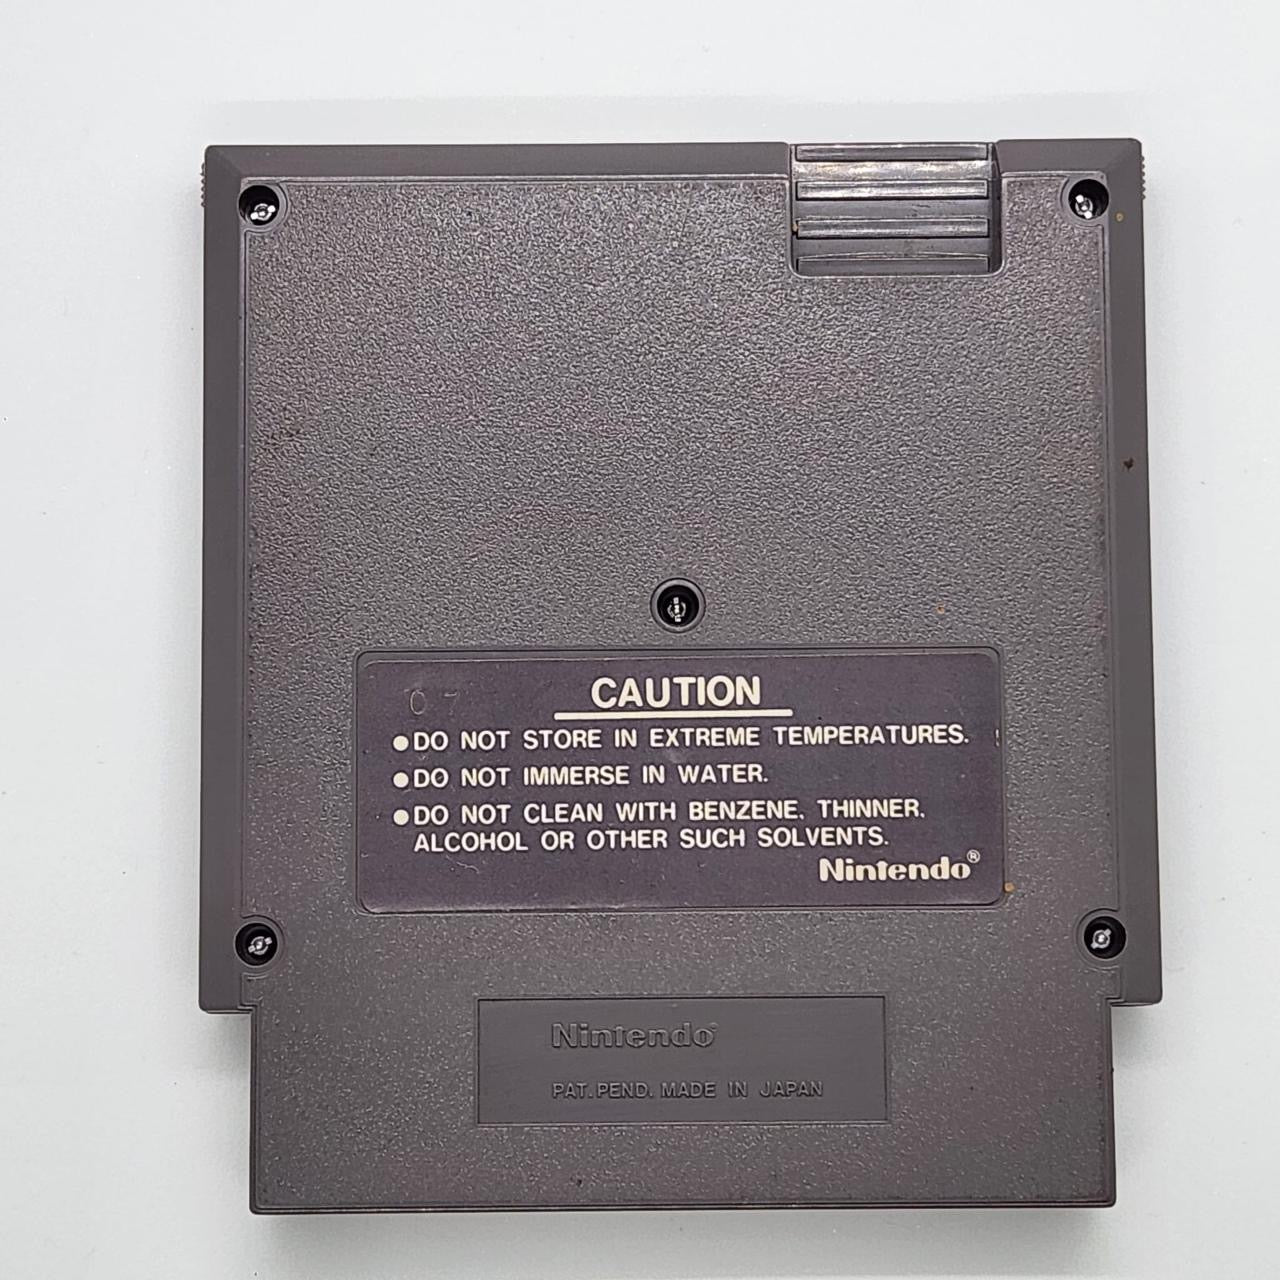 07
CAUTION
●DO NOT STORE IN EXTREME TEMPERATURES.
●DO NOT IMMERSE IN WATER.
●DO NOT CLEAN WITH BENZENE, THINNER,
ALCOHOL OR OTHER SUCH SOLVENTS.
Nintendo®
Nintendo®
PAT. PEND. MADE IN JAPAN